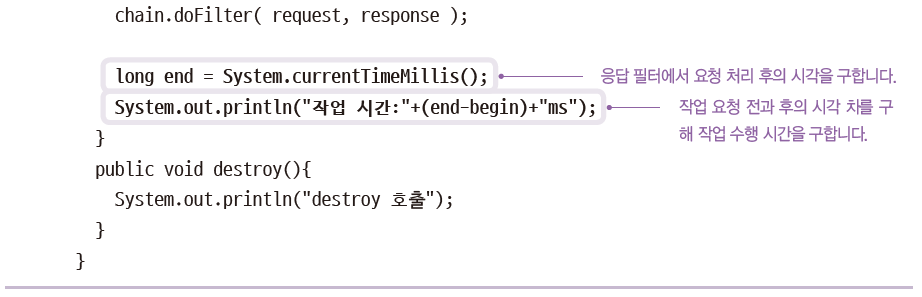 chain.doFilter( request, response );
long end = System.currentTimeMillis();
응답 필터에서 요청 처리 후의 시각을 구합니다.
System.out.println("작업 시간:"+(end-begin)+"ms");
작업 요청 전과 후의 시각 차를 구
해 작업 수행 시간을 구합니다.
}
public void destroy(){
System.out.println("destroy 호출");
}
}